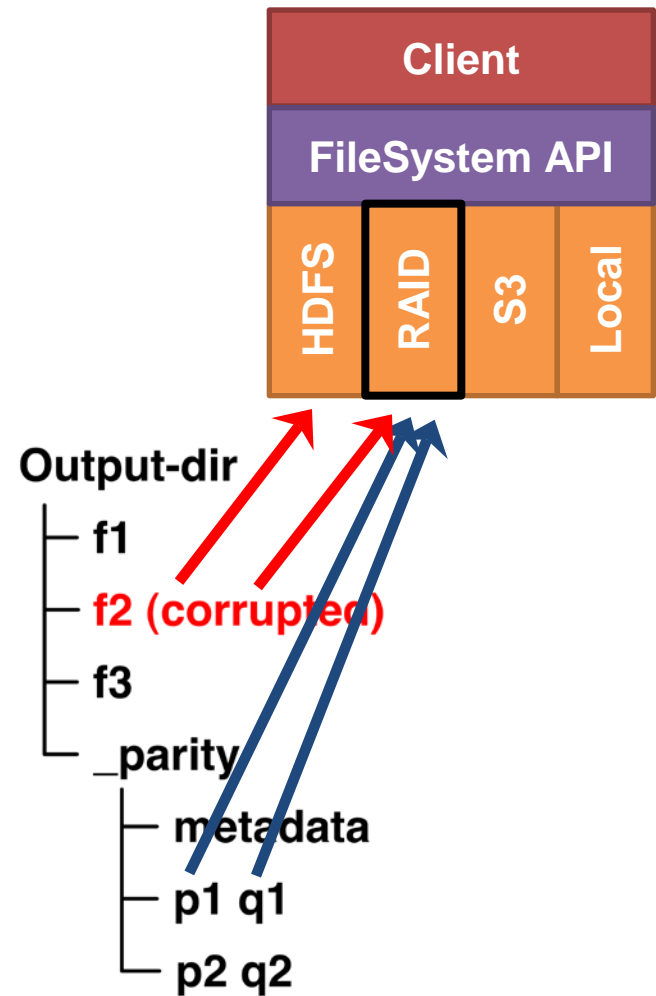 Client
FileSystem API
HDFS
RAID
S3
Local
Output-dir
f1
f2 (corrupted)
f3
_parity
metadata
p1 q1
p2 q2